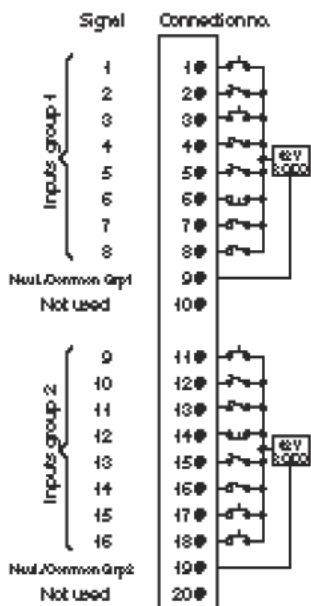 Signal Connection no.
Inputs group 1
1 1
2 2
3 3
4 4
5 5
6 6
7 7
8 8
Neut./Common Grp1 9
Not used 10
Inputs group 2
9 11
10 12
11 13
12 14
13 15
14 16
15 17
16 18
Neut./Common Grp2 19
Not used 20